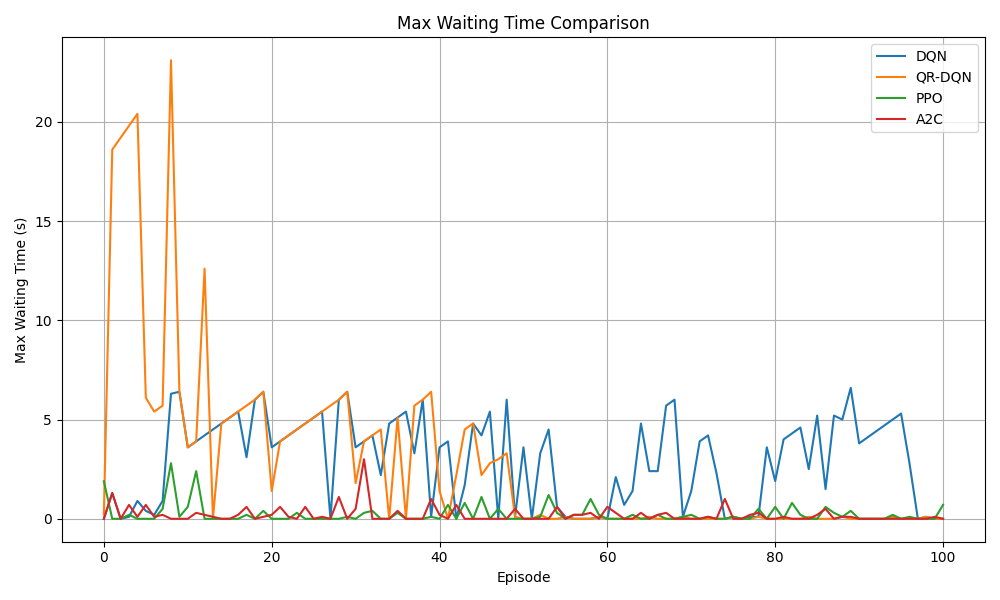 Max Waiting Time Comparison
Max Waiting Time (s)
20
15
10
5
0
DQN
QR-DQN
PPO
A2C
0 20 40 60 80 100
Episode